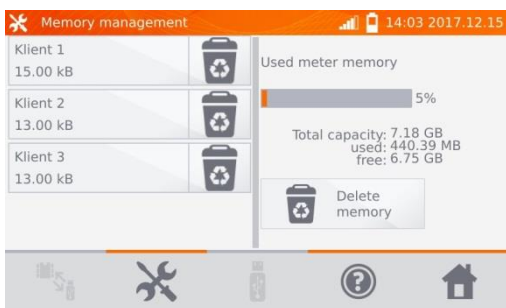 Memory management
14:03 2017.12.15
Klient 1
15.00 kB
Klient 2
13.00 kB
Klient 3
13.00 kB
Used meter memory
5%
Total capacity: 7.18 GB
used: 440.39 MB
free: 6.75 GB
Delete
memory